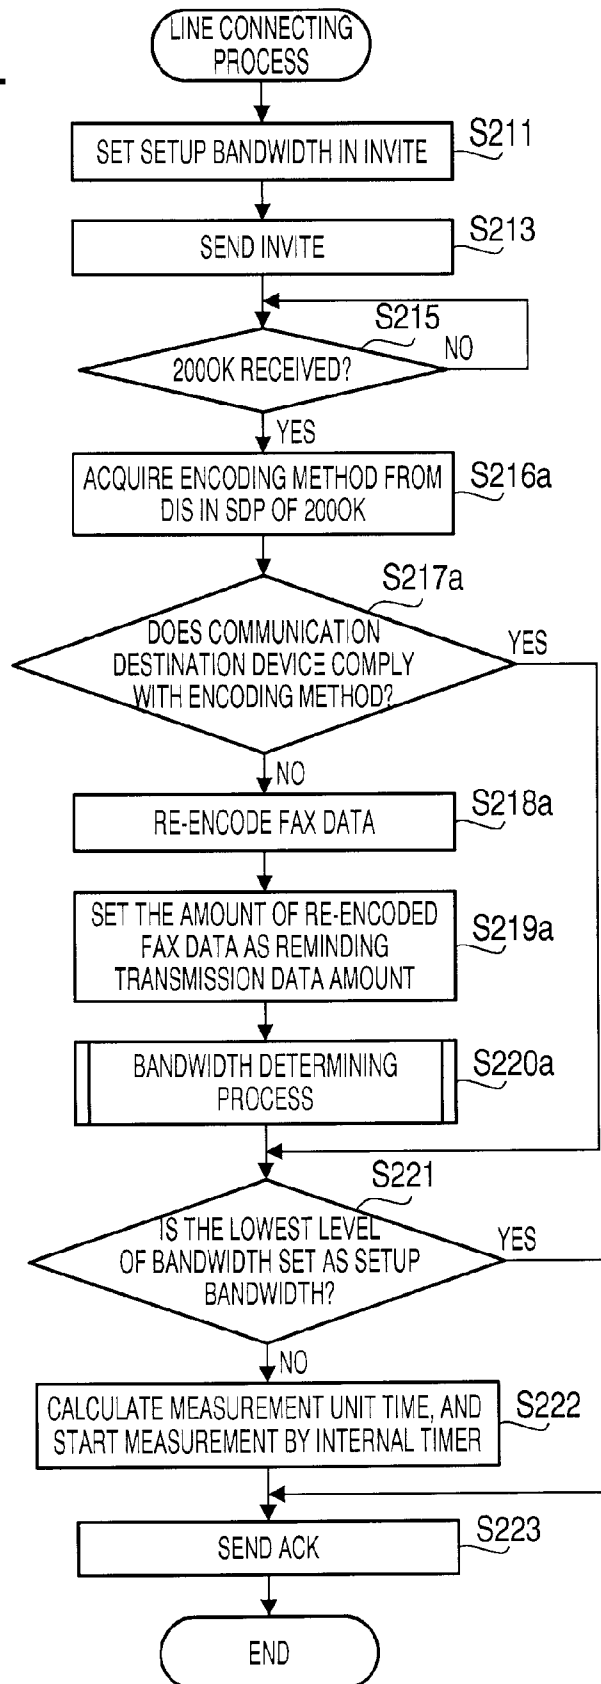 LINE CONNECTING
PROCESS
SET SETUP BANDWIDTH IN INVITE
S211
SEND INVITE
S213
S215
200OK RECEIVED?
NO
YES
ACQUIRE ENCODING METHOD FROM
DIS IN SDP OF 200OK
S216a
S217a
DOES COMMUNICATION
DESTINATION DEVICE COMPLY
WITH ENCODING METHOD?
YES
NO
RE-ENCODE FAX DATA
S218a
SET THE AMOUNT OF RE-ENCODED
FAX DATA AS REMINDING
TRANSMISSION DATA AMOUNT
S219a
BANDWIDTH DETERMINING
PROCESS
S220a
S221
IS THE LOWEST LEVEL
OF BANDWIDTH SET AS SETUP
BANDWIDTH?
YES
NO
CALCULATE MEASUREMENT UNIT TIME, AND
START MEASUREMENT BY INTERNAL TIMER
S222
SEND ACK
S223
END